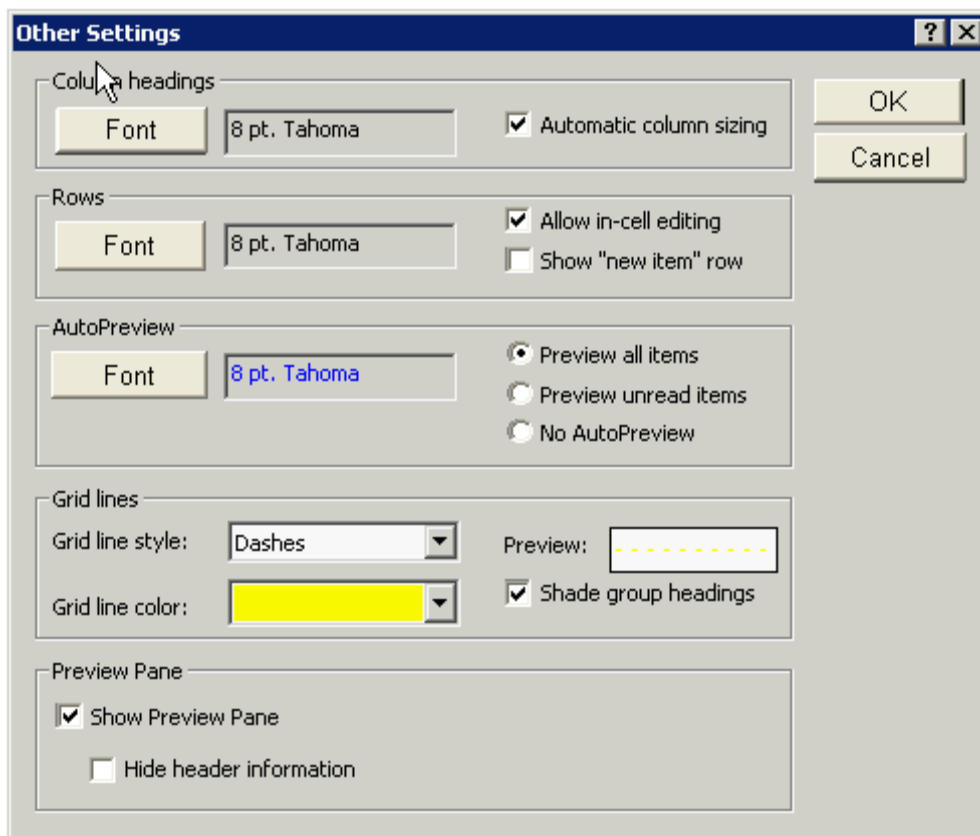 Other Settings
Column headings
Font 8 pt. Tahoma Automatic column sizing
OK
Cancel
Rows
Font 8 pt. Tahoma Allow in-cell editing
Show "new item" row
AutoPreview
Font 8 pt. Tahoma Preview all items
Preview unread items
No AutoPreview
Grid lines
Grid line style: Dashes Preview:
Grid line color: Shade group headings
Preview Pane
Show Preview Pane
Hide header information